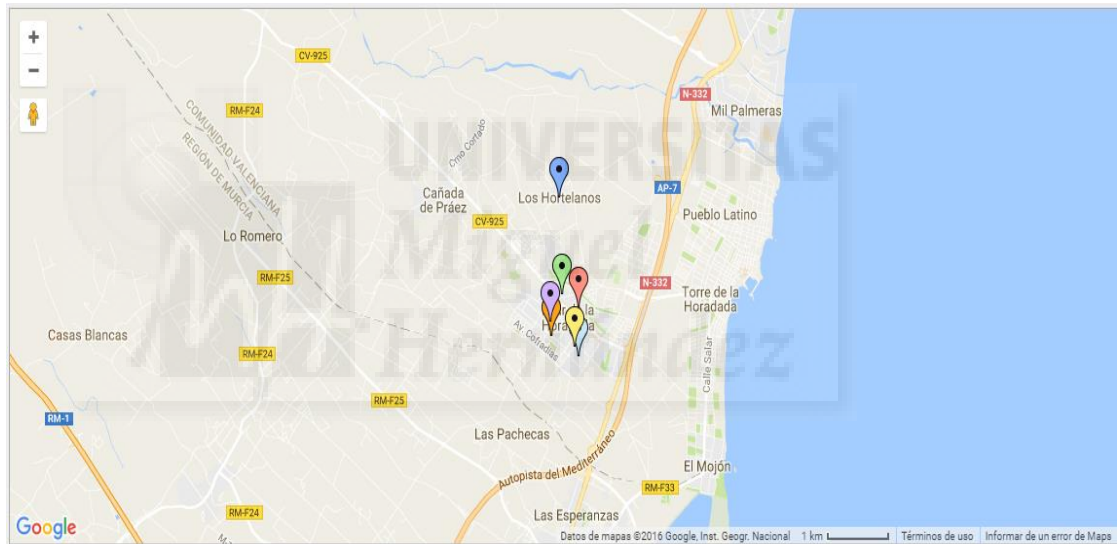 +
CV-925
−
N-332
RM-F24
Mil Palmeras
COMUNIDAD VALENCIANA
REGIÓN DE MURCIA
Cmo Cortado
UNIVERSITAS
Miguel
Hernández
Los Hortelanos
AP-7
Cañada
de Práez
CV-925
Pueblo Latino
Lo Romero
RM-F25
N-332
Torre de la
Horadada
Casas Blancas
Av. Cofradías
RM-F24
Calle Salar
RM-F25
RM-1
Las Pachecas
Autopista del Mediterráneo
El Mojón
RM-F33
RM-F24
Las Esperanzas
Google
Datos de mapas ©2016 Google, Inst. Geogr. Nacional 1 km Términos de uso Informar de un error de Maps